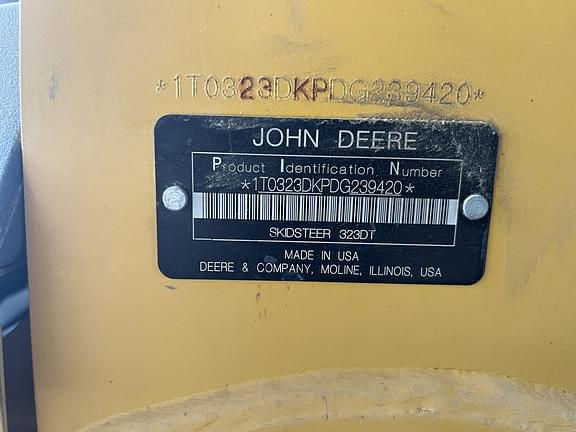 *1T0323DKPDG239420*
JOHN DEERE
Product Identification Number
*1T0323DKPDG239420*
SKIDSTEER 323DT
MADE IN USA
DEERE & COMPANY, MOLINE, ILLINOIS, USA